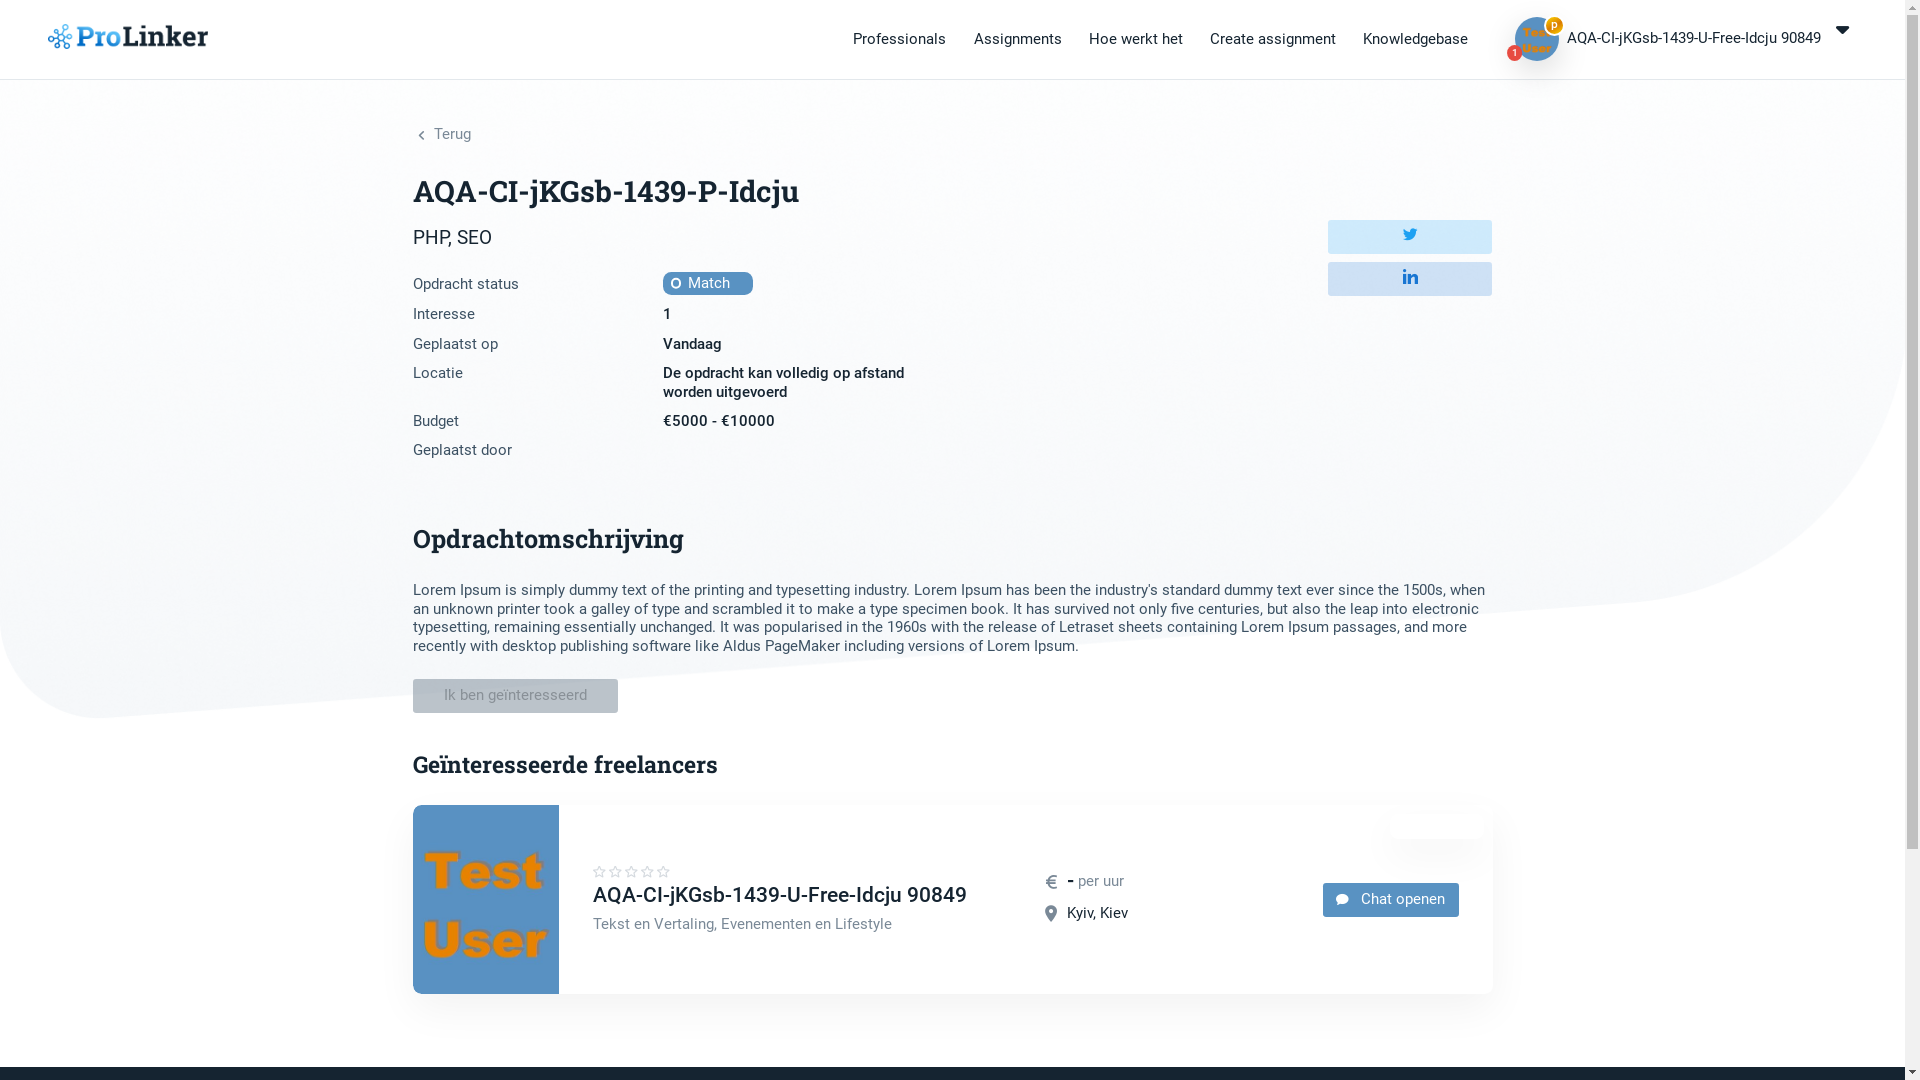 ProLinker
Professionals
Assignments
Hoe werkt het
Create assignment
Knowledgebase
Test
User
P
1
AQA-CI-jKGsb-1439-U-Free-Idcju 90849
Terug
AQA-CI-jKGsb-1439-P-Idcju
PHP, SEO
Opdracht status
Match
Interesse
1
Geplaatst op
Vandaag
Locatie
De opdracht kan volledig op afstand
worden uitgevoerd
Budget
€5000 - €10000
Geplaatst door
Opdrachtomschrijving
Lorem Ipsum is simply dummy text of the printing and typesetting industry. Lorem Ipsum has been the industry's standard dummy text ever since the 1500s, when
an unknown printer took a galley of type and scrambled it to make a type specimen book. It has survived not only five centuries, but also the leap into electronic
typesetting, remaining essentially unchanged. It was popularised in the 1960s with the release of Letraset sheets containing Lorem Ipsum passages, and more
recently with desktop publishing software like Aldus PageMaker including versions of Lorem Ipsum.
Ik ben geïnteresseerd
Geïnteresseerde freelancers
Test
User
AQA-CI-jKGsb-1439-U-Free-Idcju 90849
Tekst en Vertaling, Evenementen en Lifestyle
€ - per uur
Kyiv, Kiev
Chat openen